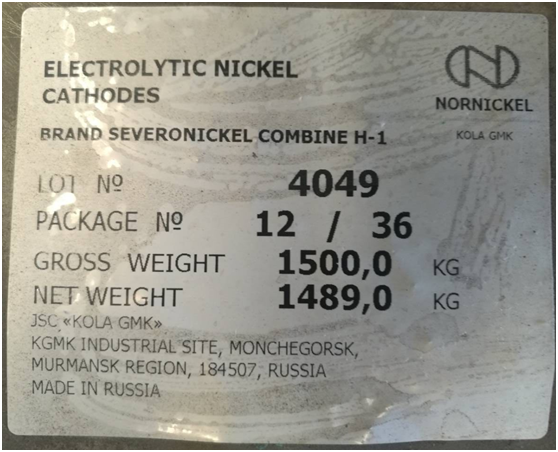 ELECTROLYTIC NICKEL
CATHODES
NORNICKEL
BRAND SEVERONICKEL COMBINE H-1
KOLA GMK
LOT Nº 4049
PACKAGE Nº 12 / 36
GROSS WEIGHT 1500,0 KG
NET WEIGHT 1489,0 KG
JSC «KOLA GMK»
KGMK INDUSTRIAL SITE, MONCHEGORSK,
MURMANSK REGION, 184507, RUSSIA
MADE IN RUSSIA